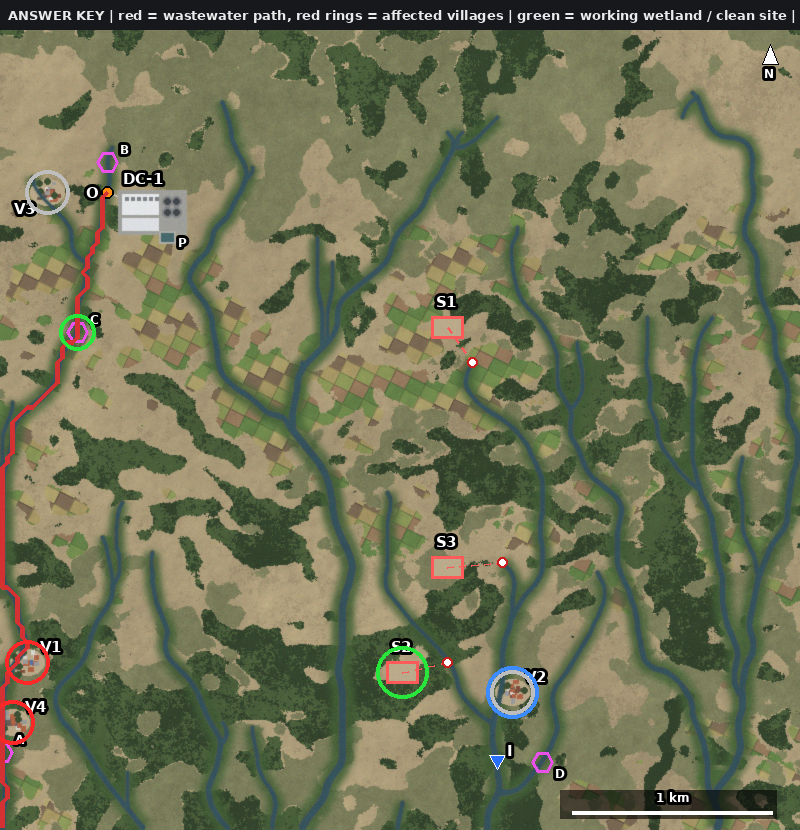 ANSWER KEY | red = wastewater path, red rings = affected villages | green = working wetland / clean site |
N
B
DC-1
O
V3
P
S1
C
S3
V1
S2
V2
V4
A
I
D
1 km